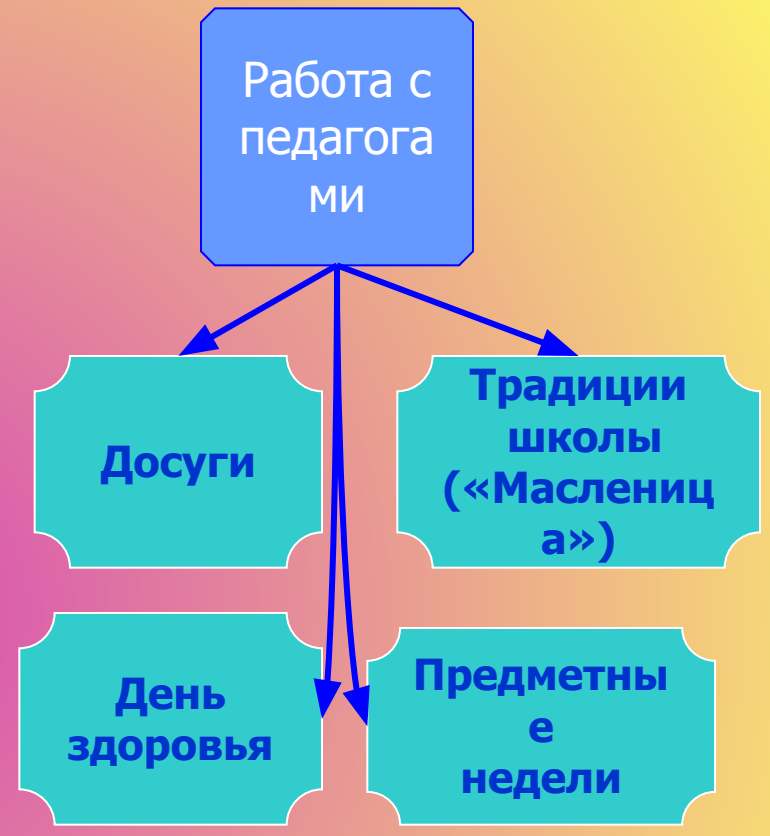 Работа с
педагога
ми
Досуги
Традиции
школы
(«Маслениц
а»)
День
здоровья
Предметны
е
недели